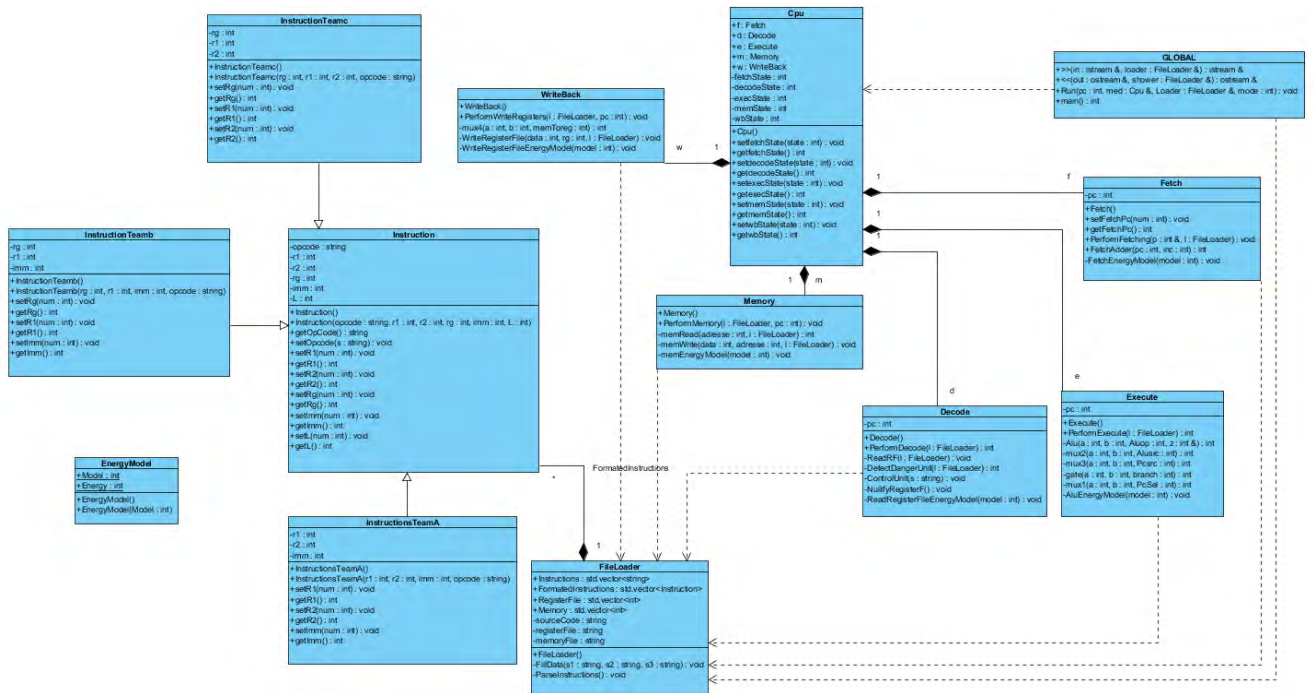 InstructionTeamc
-rg : int
-r1 : int
-r2 : int
+InstructionTeamc()
+InstructionTeamc(rg : int, r1 : int, r2 : int, opcode : string)
+setRg(num : int) : void
+getRg() : int
+setR1(num : int) : void
+getR1() : int
+setR2(num : int) : void
+getR2() : int
WriteBack
+WriteBack()
+PerformWriteRegisters(l : FileLoader, pc : int) : void
-mux4(a : int, b : int, memToreg : int) : int
-WriteRegisterFile(data : int, rg : int, l : FileLoader) : void
-WriteRegisterFileEnergyModel(model : int) : void
w
1
Cpu
+f : Fetch
+d : Decode
+e : Execute
+m : Memory
+w : WriteBack
-fetchState : int
-decodeState : int
-execState : int
-memState : int
-wbState : int
+Cpu()
+setfetchState(state : int) : void
+getfetchState() : int
+setdecodeState(state : int) : void
+getdecodeState() : int
+setexecState(state : int) : void
+getexecState() : int
+setmemState(state : int) : void
+getmemState() : int
+setwbState(state : int) : void
+getwbState() : int
GLOBAL
+>>(in : istream &, loader : FileLoader &) : istream &
+<<(out : ostream &, shower : FileLoader &) : ostream &
+Run(pc : int, med : Cpu &, Loader : FileLoader &, mode : int) : void
+main() : int
1
f
1
1
1
m
Fetch
-pc : int
+Fetch()
+setFetchPc(num : int) : void
+getFetchPc() : int
+PerformFetching(p : int &, l : FileLoader) : void
+FetchAdder(pc : int, inc : int) : int
-FetchEnergyModel(model : int) : void
InstructionTeamb
-rg : int
-r1 : int
-imm : int
+InstructionTeamb()
+InstructionTeamb(rg : int, r1 : int, imm : int, opcode : string)
+setRg(num : int) : void
+getRg() : int
+setR1(num : int) : void
+getR1() : int
+setImm(num : int) : void
+getImm() : int
Instruction
-opcode : string
-r1 : int
-r2 : int
-rg : int
-imm : int
-L : int
+Instruction()
+Instruction(opcode : string, r1 : int, r2 : int, rg : int, imm : int, L : int)
+getOpCode() : string
+setOpcode(s : string) : void
+setR1(num : int) : void
+getR1() : int
+setR2(num : int) : void
+getR2() : int
+setRg(num : int) : void
+getRg() : int
+setImm(num : int) : void
+getImm() : int
+setL(num : int) : void
+getL() : int
Memory
+Memory()
+PerformMemory(l : FileLoader, pc : int) : void
-memRead(adresse : int, l : FileLoader) : int
-memWrite(data : int, adresse : int, l : FileLoader) : void
-memEnergyModel(model : int) : void
d
e
Decode
-pc : int
+Decode()
+PerformDecode(l : FileLoader) : int
-ReadRF(l : FileLoader) : void
-DetectDangerUnit(l : FileLoader) : int
-ControlUnit(s : string) : void
-NullifyRegisterF() : void
-ReadRegisterFileEnergyModel(model : int) : void
Execute
-pc : int
+Execute()
+PerformExecute(l : FileLoader) : int
-Alu(a : int, b : int, Aluop : int, z : int &) : int
-mux2(a : int, b : int, Alusrc : int) : int
-mux3(a : int, b : int, Pcsrc : int) : int
-gate(a : int, b : int, branch : int) : int
-mux1(a : int, b : int, PcSel : int) : int
-AluEnergyModel(model : int) : void
EnergyModel
+Model : int
+Energy : int
+EnergyModel()
+EnergyModel(Model : int)
FormatedInstructions
*
1
InstructionsTeamA
-r1 : int
-r2 : int
-imm : int
+InstructionsTeamA()
+InstructionsTeamA(r1 : int, r2 : int, imm : int, opcode : string)
+setR1(num : int) : void
+getR1() : int
+setR2(num : int) : void
+getR2() : int
+setImm(num : int) : void
+getImm() : int
FileLoader
+Instructions : std.vector<string>
+FormatedInstructions : std.vector<Instruction>
+RegisterFile : std.vector<int>
+Memory : std.vector<int>
-sourceCode : string
-registerFile : string
-memoryFile : string
+FileLoader()
-FillData(s1 : string, s2 : string, s3 : string) : void
-ParseInstructions() : void